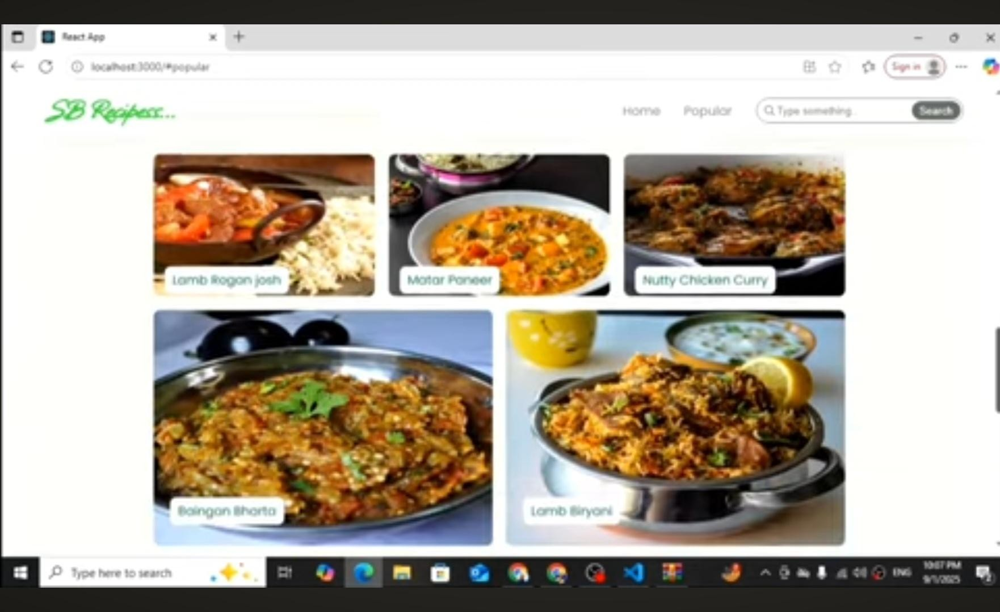 React App
localhost:3000/#popular
Sign in
SB Recipess...
Home
Popular
Type something..
Search
Lamb Rogan josh
Matar Paneer
Nutty Chicken Curry
Baingan Bharta
Lamb Biryani
Type here to search
ENG
10:07 PM
9/1/2025
2